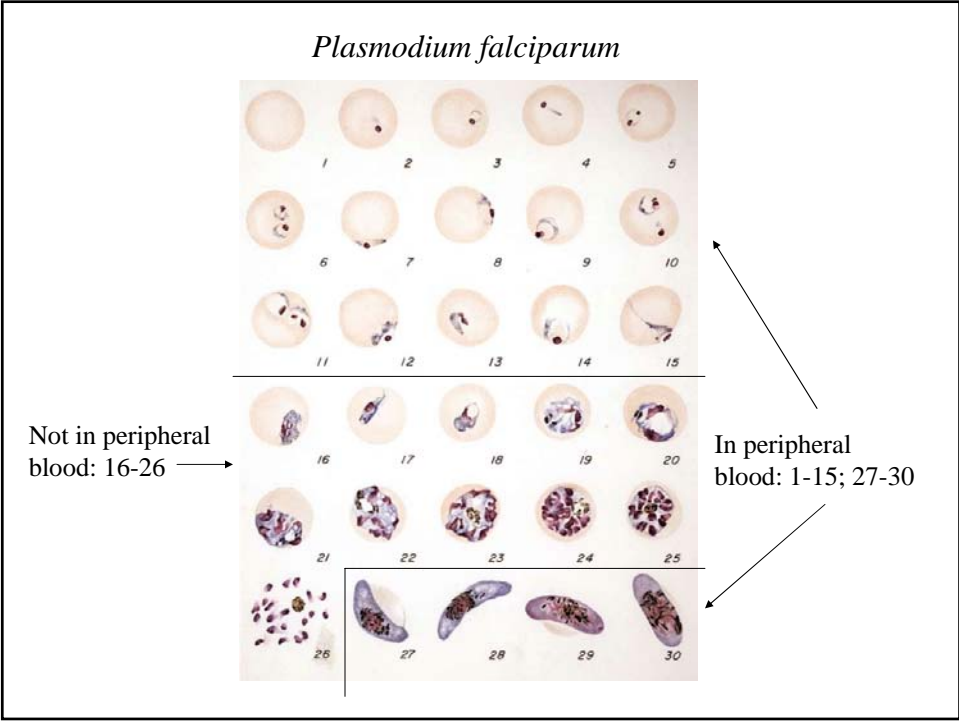 Plasmodium falciparum
1 2 3 4 5
6 7 8 9 10
11 12 13 14 15
16 17 18 19 20
21 22 23 24 25
26 27 28 29 30
Not in peripheral
blood: 16-26
In peripheral
blood: 1-15; 27-30